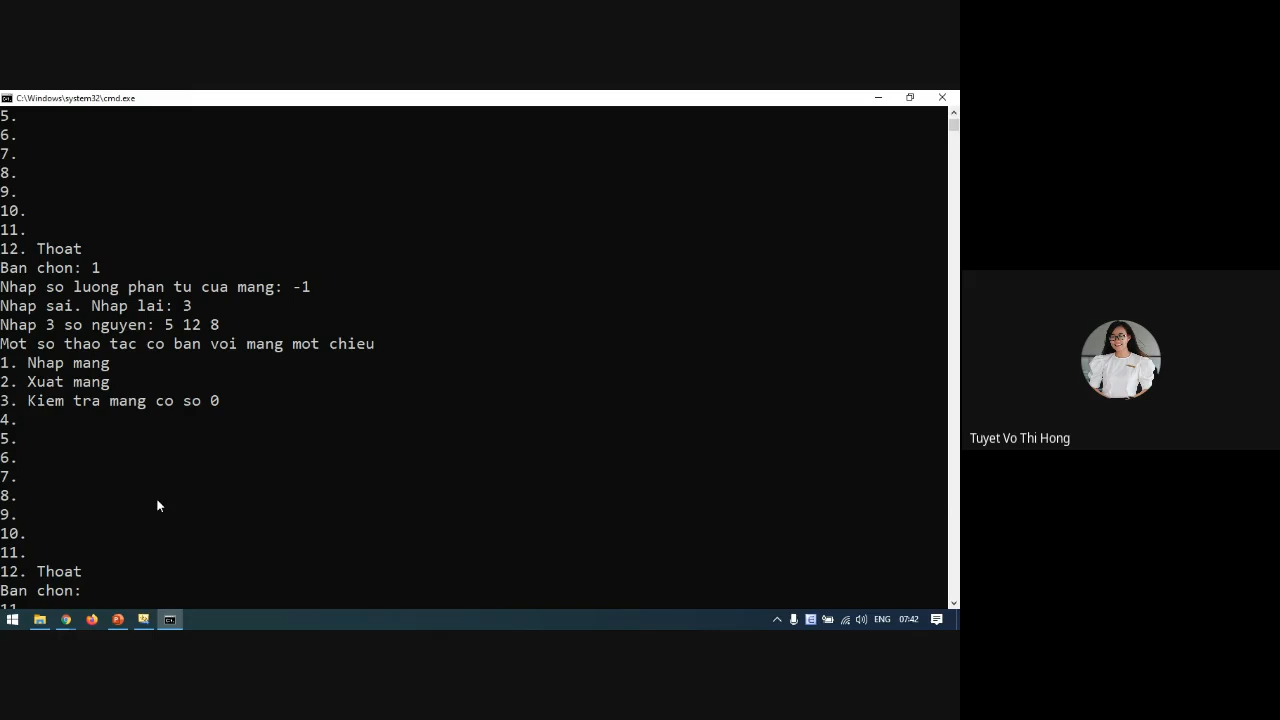 C:\Windows\system32\cmd.exe
5.
6.
7.
8.
9.
10.
11.
12. Thoat
Ban chon: 1
Nhap so luong phan tu cua mang: -1
Nhap sai. Nhap lai: 3
Nhap 3 so nguyen: 5 12 8
Mot so thao tac co ban voi mang mot chieu
1. Nhap mang
2. Xuat mang
3. Kiem tra mang co so 0
4.
5.
6.
7.
8.
9.
10.
11.
12. Thoat
Ban chon:
ENG
07:42
Tuyet Vo Thi Hong